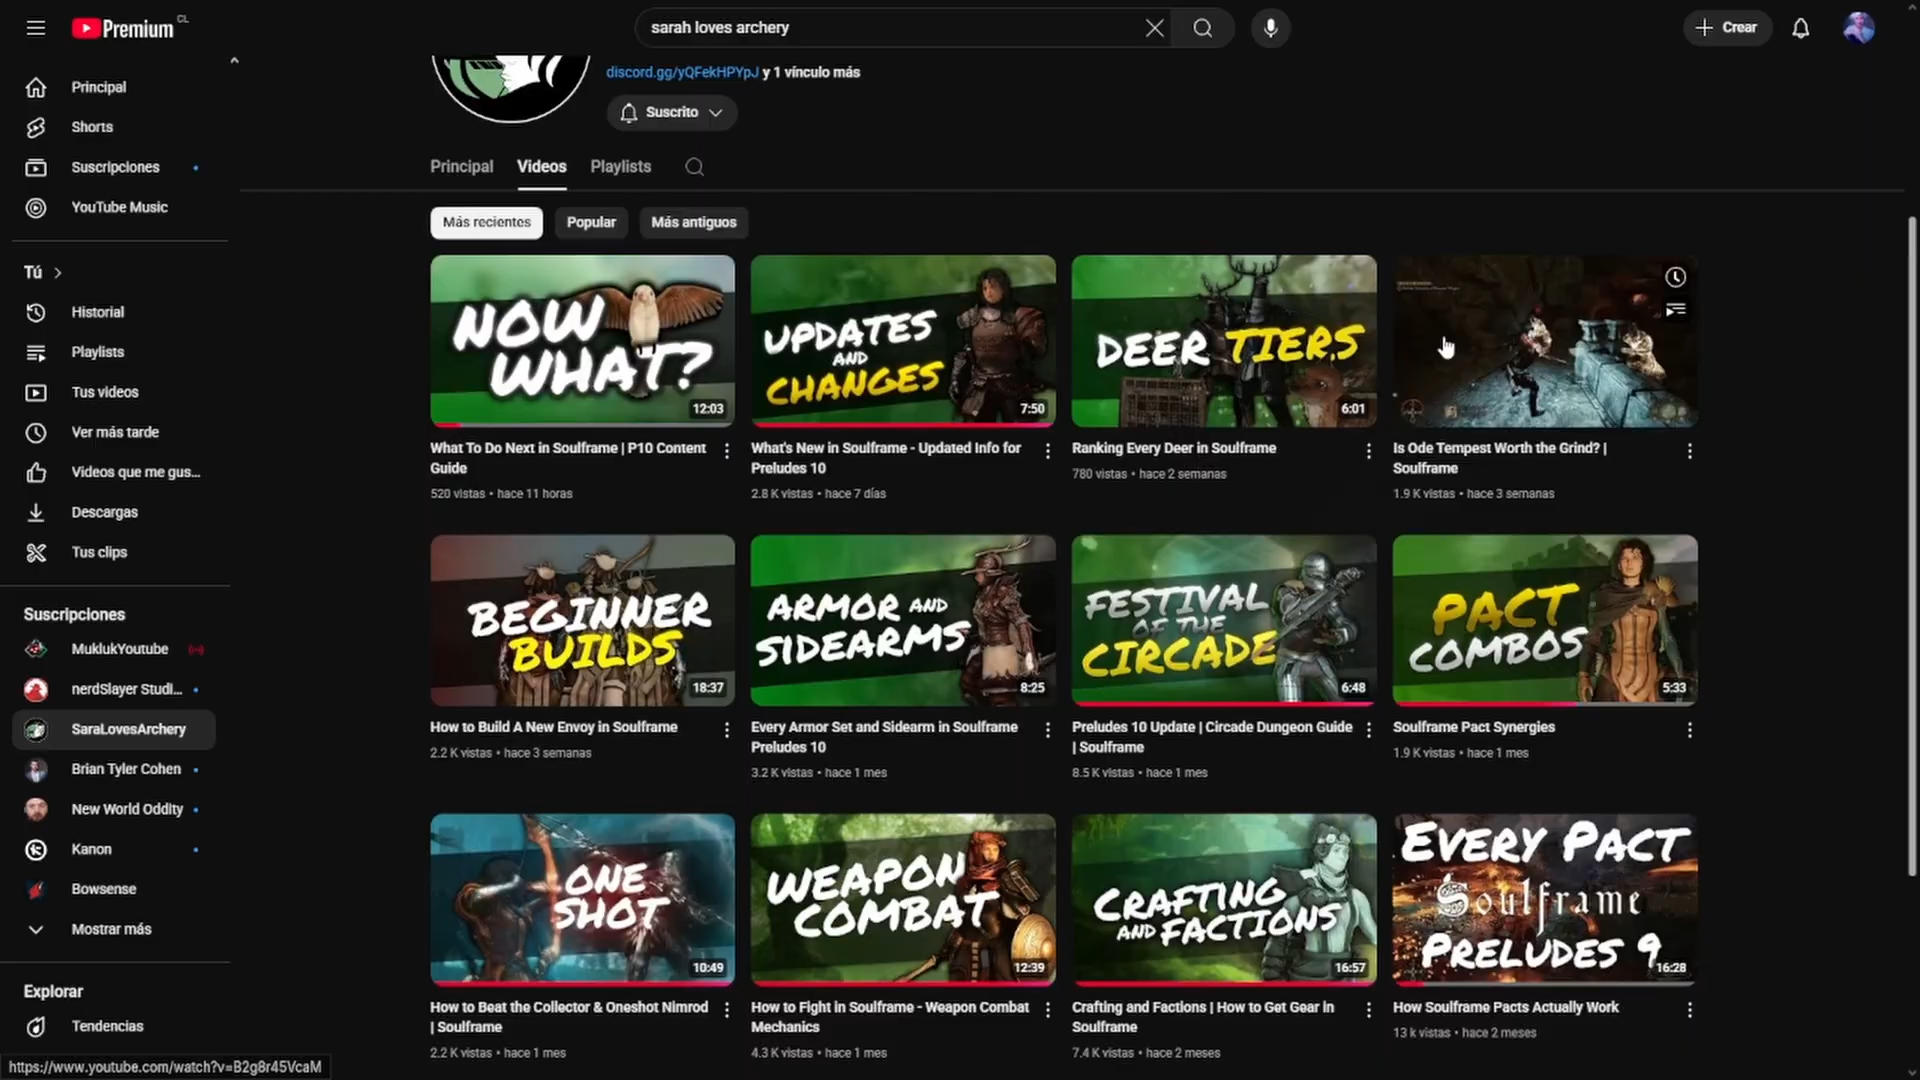 Premium CL
sarah loves archery
Crear
Principal
Shorts
Suscripciones
YouTube Music
Tú
Historial
Playlists
Tus videos
Ver más tarde
Videos que me gus...
Descargas
Tus clips
Suscripciones
MuklukYoutube
nerdSlayer Studi...
SaraLovesArchery
Brian Tyler Cohen
New World Oddity
Kanon
Bowsense
Mostrar más
Explorar
Tendencias
https://www.youtube.com/watch?v=B2g8r45VcaM
discord.gg/yQFekHPYpJ y 1 vínculo más
Suscrito
Principal Videos Playlists
Más recientes Popular Más antiguos
NOW
WHAT?
12:03
What To Do Next in Soulframe | P10 Content
Guide
520 vistas • hace 11 horas
UPDATES
AND
CHANGES
7:50
What's New in Soulframe - Updated Info for
Preludes 10
2.8 K vistas • hace 7 días
DEER TIERS
6:01
Ranking Every Deer in Soulframe
780 vistas • hace 2 semanas
Is Ode Tempest Worth the Grind? |
Soulframe
1.9 K vistas • hace 3 semanas
BEGINNER
BUILDS
18:37
How to Build A New Envoy in Soulframe
2.2 K vistas • hace 3 semanas
ARMOR AND
SIDEARMS
8:25
Every Armor Set and Sidearm in Soulframe
Preludes 10
3.2 K vistas • hace 1 mes
FESTIVAL
OF THE
CIRCADE
6:48
Preludes 10 Update | Circade Dungeon Guide
| Soulframe
8.5 K vistas • hace 1 mes
PACT
COMBOS
5:33
Soulframe Pact Synergies
1.9 K vistas • hace 1 mes
ONE
SHOT
10:49
How to Beat the Collector & Oneshot Nimrod
| Soulframe
2.2 K vistas • hace 1 mes
WEAPON
COMBAT
12:39
How to Fight in Soulframe - Weapon Combat
Mechanics
4.3 K vistas • hace 1 mes
CRAFTING
AND FACTIONS
16:57
Crafting and Factions | How to Get Gear in
Soulframe
7.4 K vistas • hace 2 meses
EVERY PACT
Soulframe
PRELUDES 9
16:28
How Soulframe Pacts Actually Work
13 k vistas • hace 2 meses